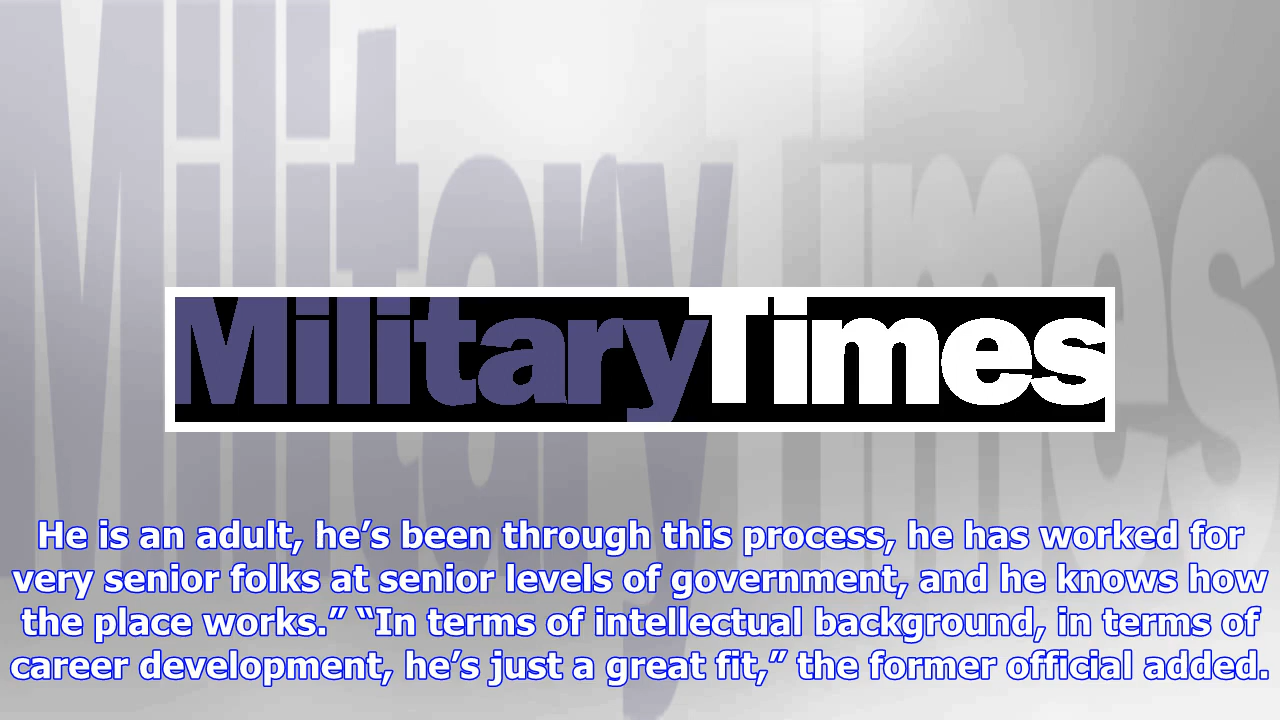 MilitaryTimes
MilitaryTimes
He is an adult, he’s been through this process, he has worked for
very senior folks at senior levels of government, and he knows how
the place works.” “In terms of intellectual background, in terms of
career development, he’s just a great fit,” the former official added.